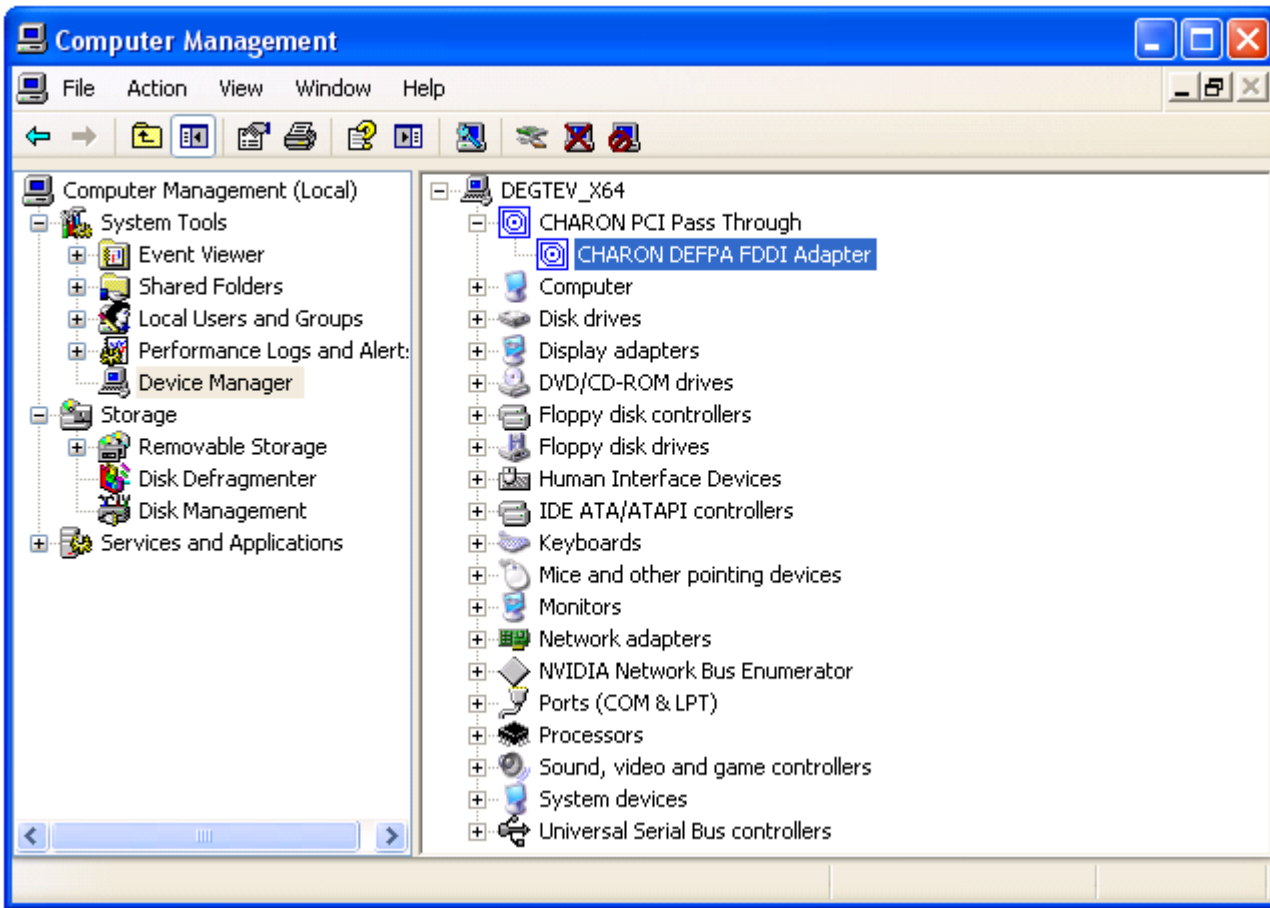 Computer Management
File Action View Window Help
Computer Management (Local)
System Tools
Event Viewer
Shared Folders
Local Users and Groups
Performance Logs and Alert:
Device Manager
Storage
Removable Storage
Disk Defragmenter
Disk Management
Services and Applications
DEGTEV_X64
CHARON PCI Pass Through
CHARON DEFPA FDDI Adapter
Computer
Disk drives
Display adapters
DVD/CD-ROM drives
Floppy disk controllers
Floppy disk drives
Human Interface Devices
IDE ATA/ATAPI controllers
Keyboards
Mice and other pointing devices
Monitors
Network adapters
NVIDIA Network Bus Enumerator
Ports (COM & LPT)
Processors
Sound, video and game controllers
System devices
Universal Serial Bus controllers